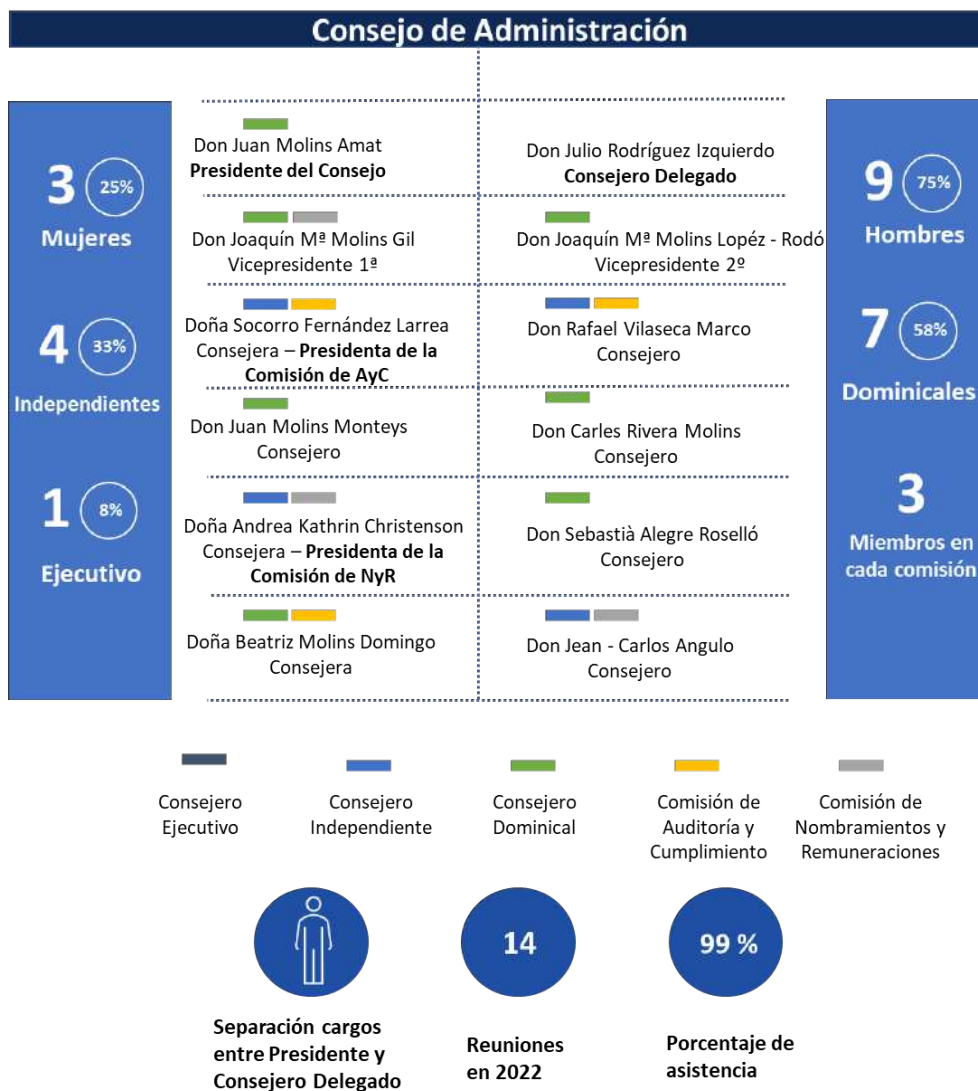 Consejo de Administración
3 25%
Mujeres
4 33%
Independientes
1 8%
Ejecutivo
Don Juan Molins Amat
Presidente del Consejo
Don Julio Rodríguez Izquierdo
Consejero Delegado
Don Joaquín Mª Molins Gil
Vicepresidente 1ª
Don Joaquín Mª Molins Lopéz - Rodó
Vicepresidente 2º
Doña Socorro Fernández Larrea
Consejera – Presidenta de la
Comisión de AyC
Don Rafael Vilaseca Marco
Consejero
Don Juan Molins Monteys
Consejero
Don Carles Rivera Molins
Consejero
Doña Andrea Kathrin Christenson
Consejera – Presidenta de la
Comisión de NyR
Don Sebastià Alegre Roselló
Consejero
Doña Beatriz Molins Domingo
Consejera
Don Jean - Carlos Angulo
Consejero
9 75%
Hombres
7 58%
Dominicales
3
Miembros en
cada comisión
Consejero
Ejecutivo
Consejero
Independiente
Consejero
Dominical
Comisión de
Auditoría y
Cumplimiento
Comisión de
Nombramientos y
Remuneraciones
Separación cargos
entre Presidente y
Consejero Delegado
14
Reuniones
en 2022
99 %
Porcentaje de
asistencia